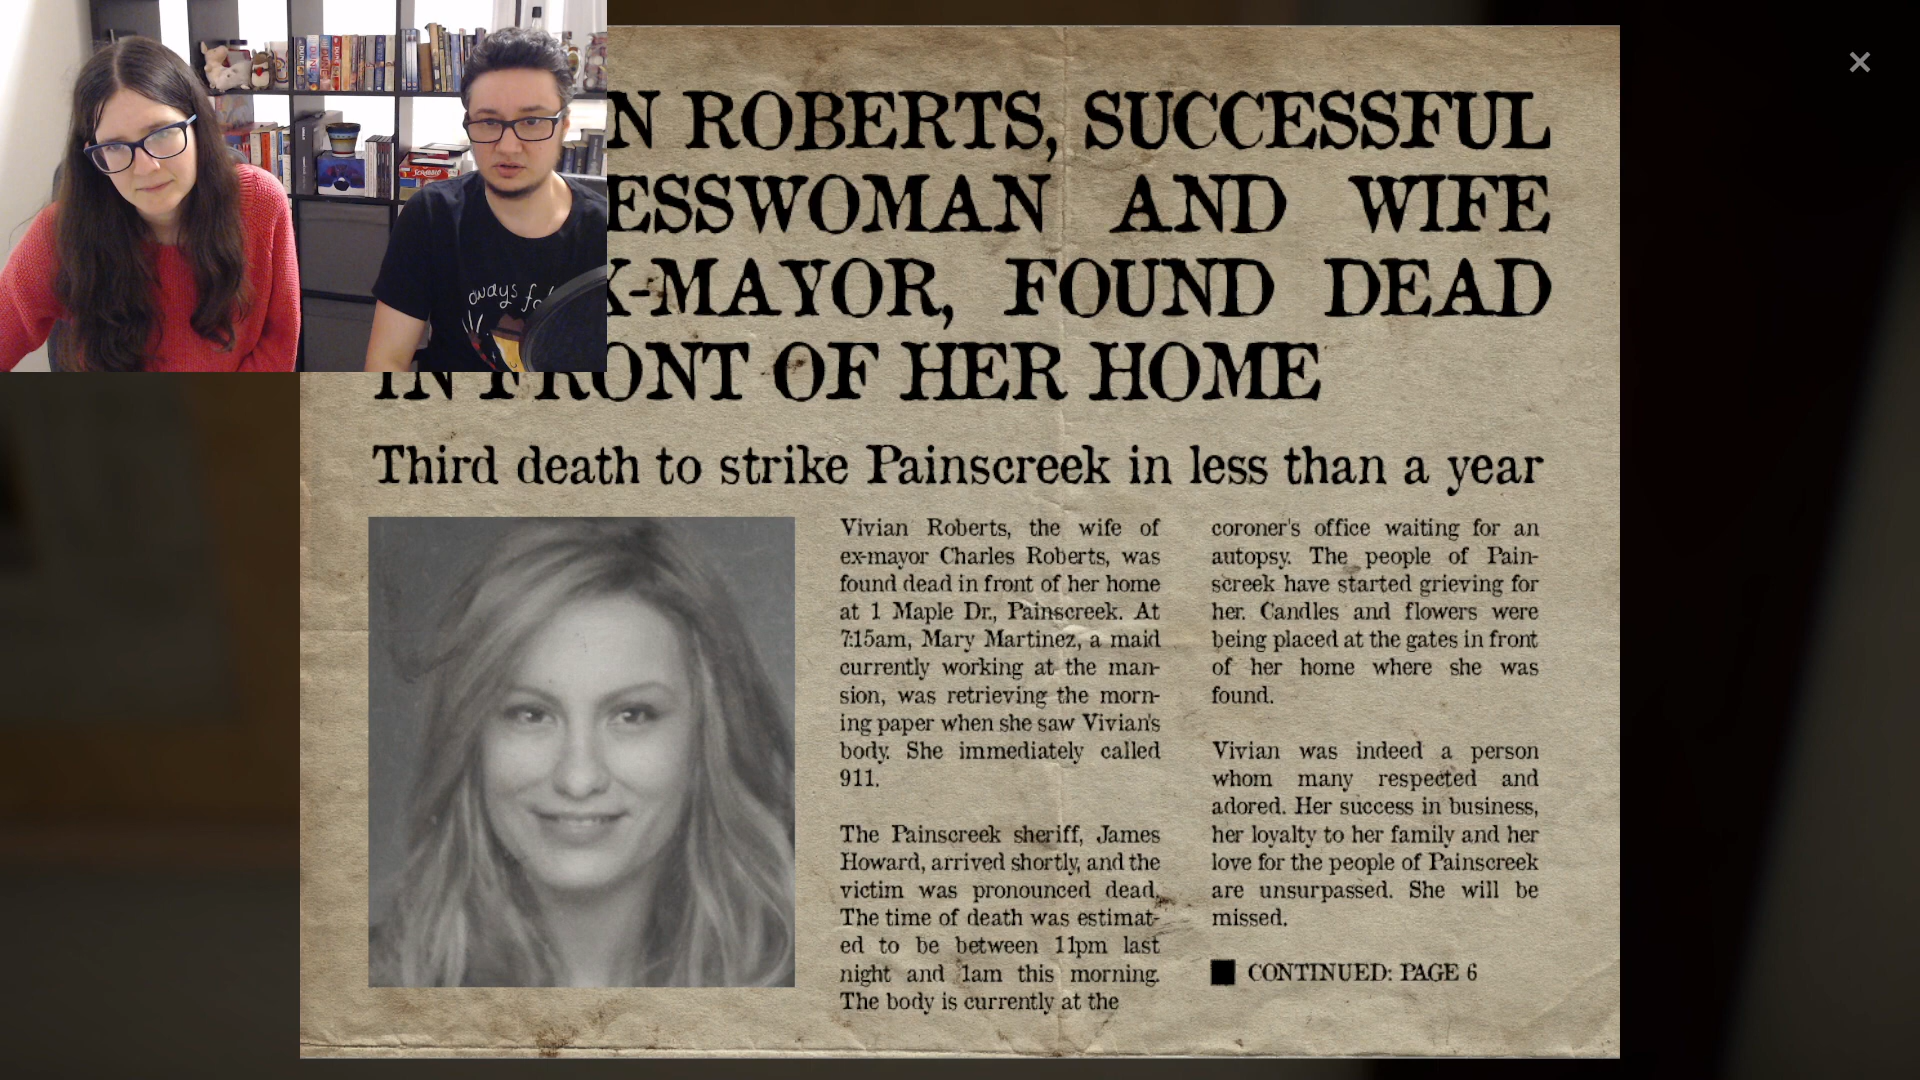 N ROBERTS, SUCCESSFUL
ESSWOMAN AND WIFE
X-MAYOR, FOUND DEAD
IN FRONT OF HER HOME
Third death to strike Painscreek in less than a year
Vivian Roberts, the wife of
ex-mayor Charles Roberts, was
found dead in front of her home
at 1 Maple Dr., Painscreek. At
7:15am, Mary Martinez, a maid
currently working at the man-
sion, was retrieving the morn-
ing paper when she saw Vivian's
body. She immediately called
911.
The Painscreek sheriff, James
Howard, arrived shortly, and the
victim was pronounced dead.
The time of death was estimat-
ed to be between 11pm last
night and 1am this morning.
The body is currently at the
coroner's office waiting for an
autopsy. The people of Pain-
screek have started grieving for
her. Candles and flowers were
being placed at the gates in front
of her home where she was
found.
Vivian was indeed a person
whom many respected and
adored. Her success in business,
her loyalty to her family and her
love for the people of Painscreek
are unsurpassed. She will be
missed.
CONTINUED: PAGE 6
SCRABBLE
always